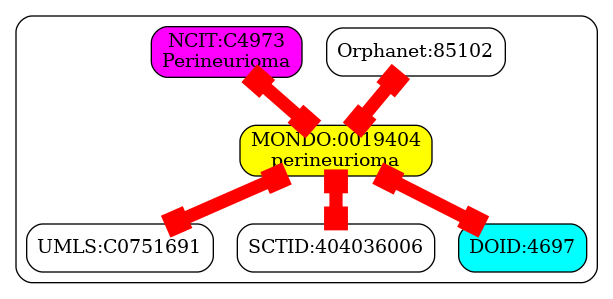 NCIT:C4973
Perineurioma
Orphanet:85102
MONDO:0019404
perineurioma
UMLS:C0751691
SCTID:404036006
DOID:4697